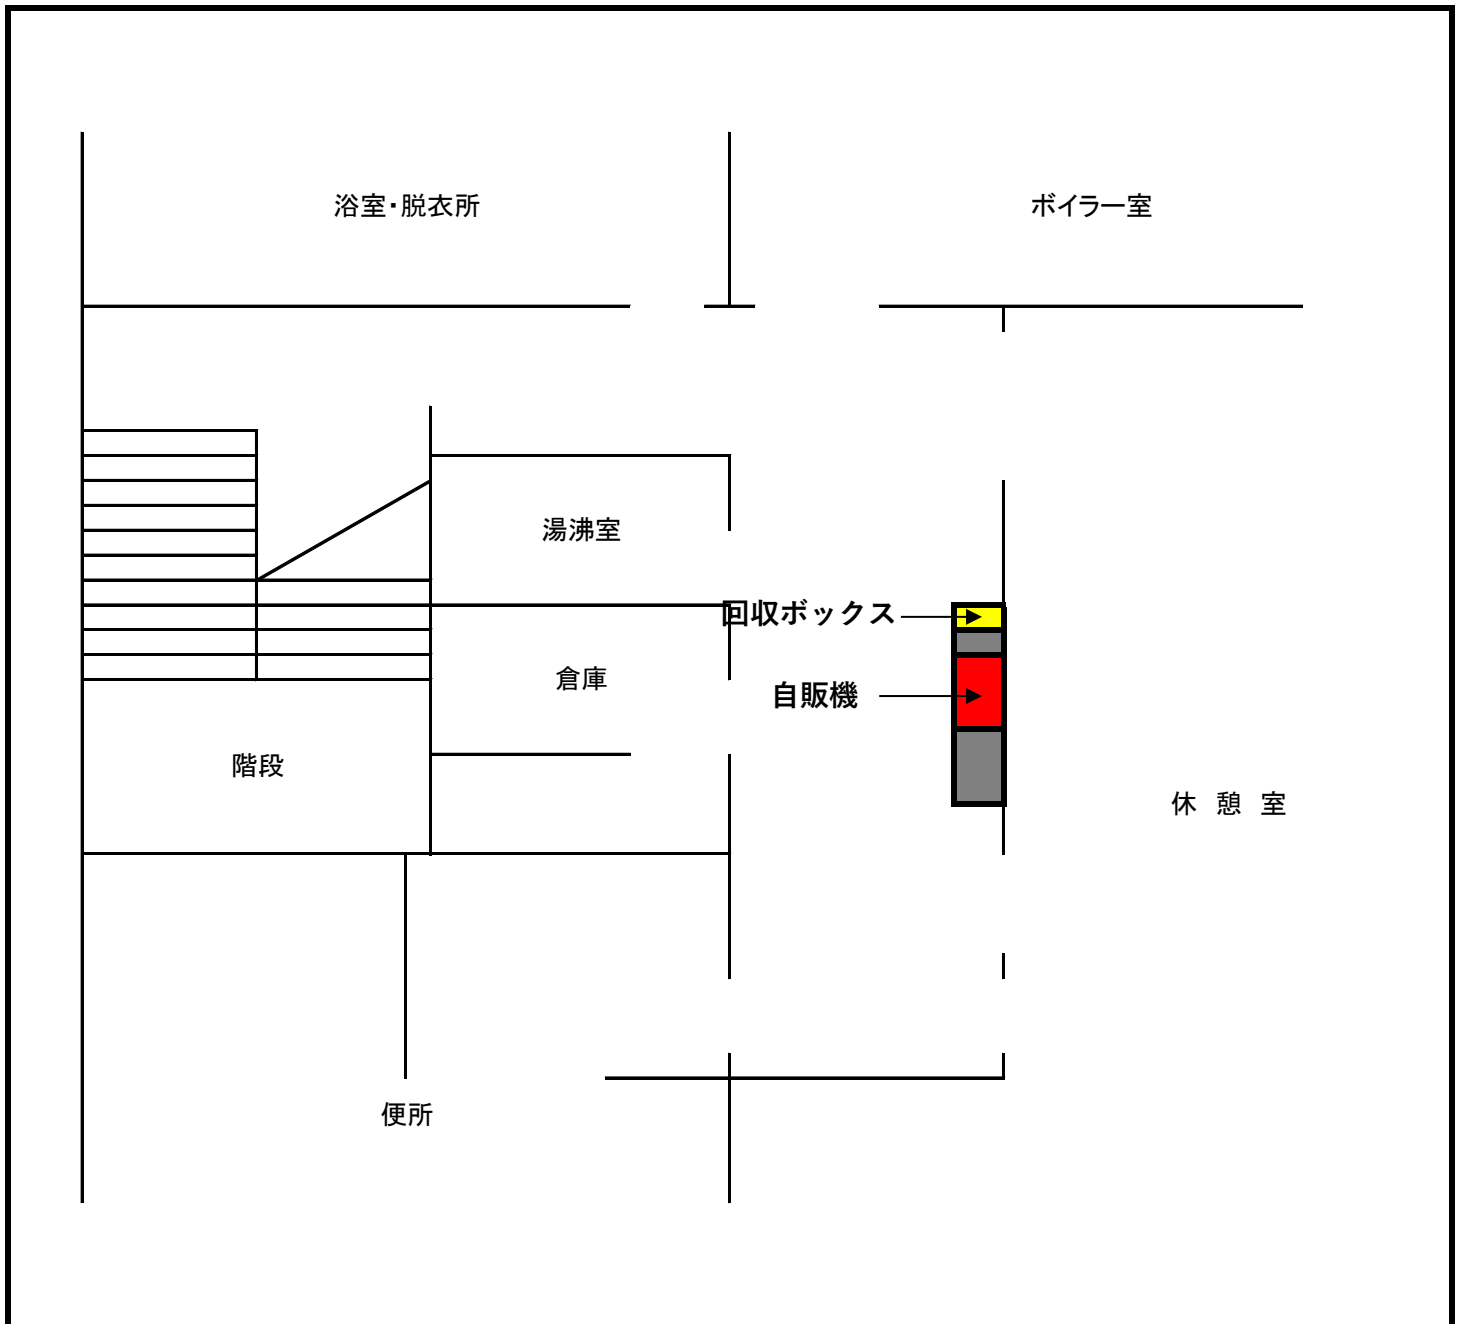 浴室・脱衣所
ボイラー室
湯沸室
回収ボックス
倉庫
自販機
階段
休 憩 室
便所